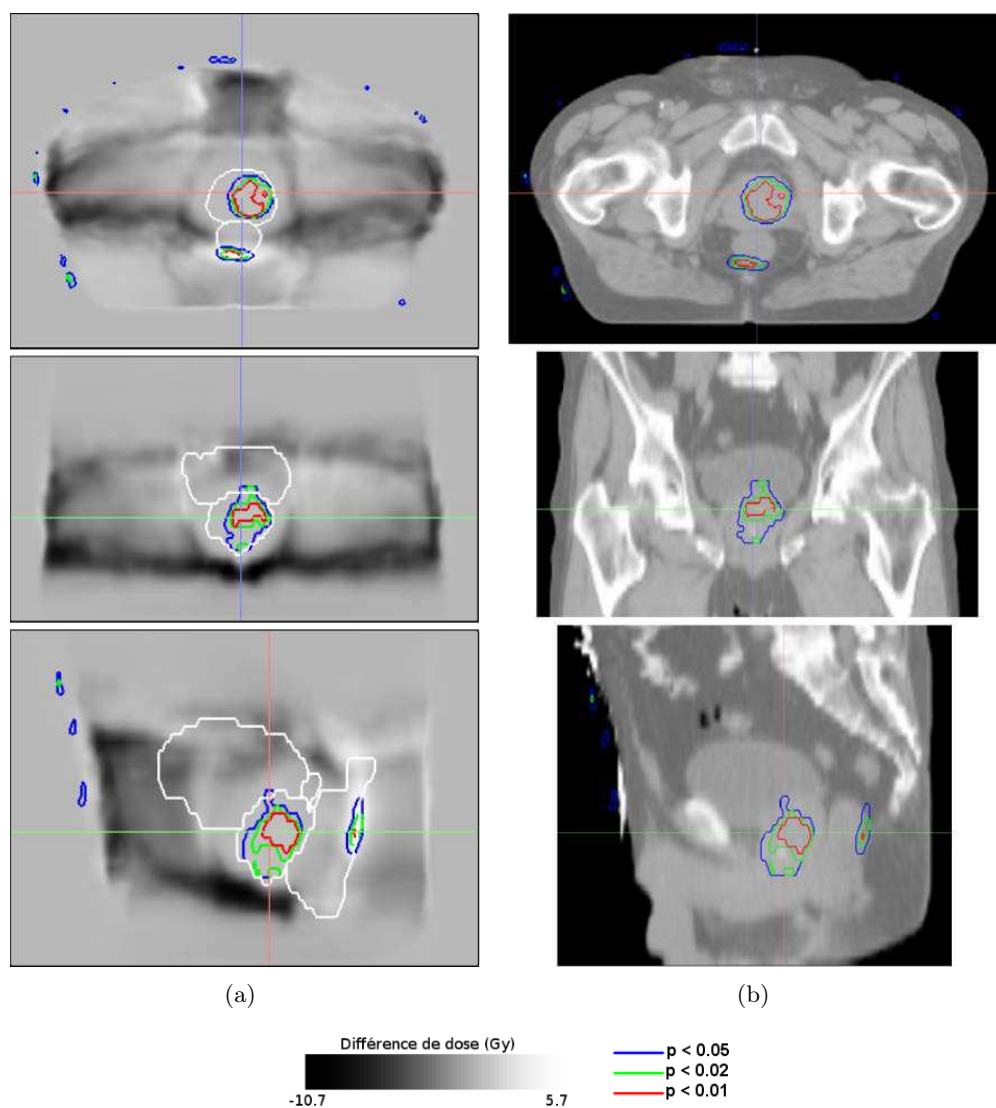 (a)
(b)
Différence de dose (Gy)
-10.7
5.7
p < 0.05
p < 0.02
p < 0.01